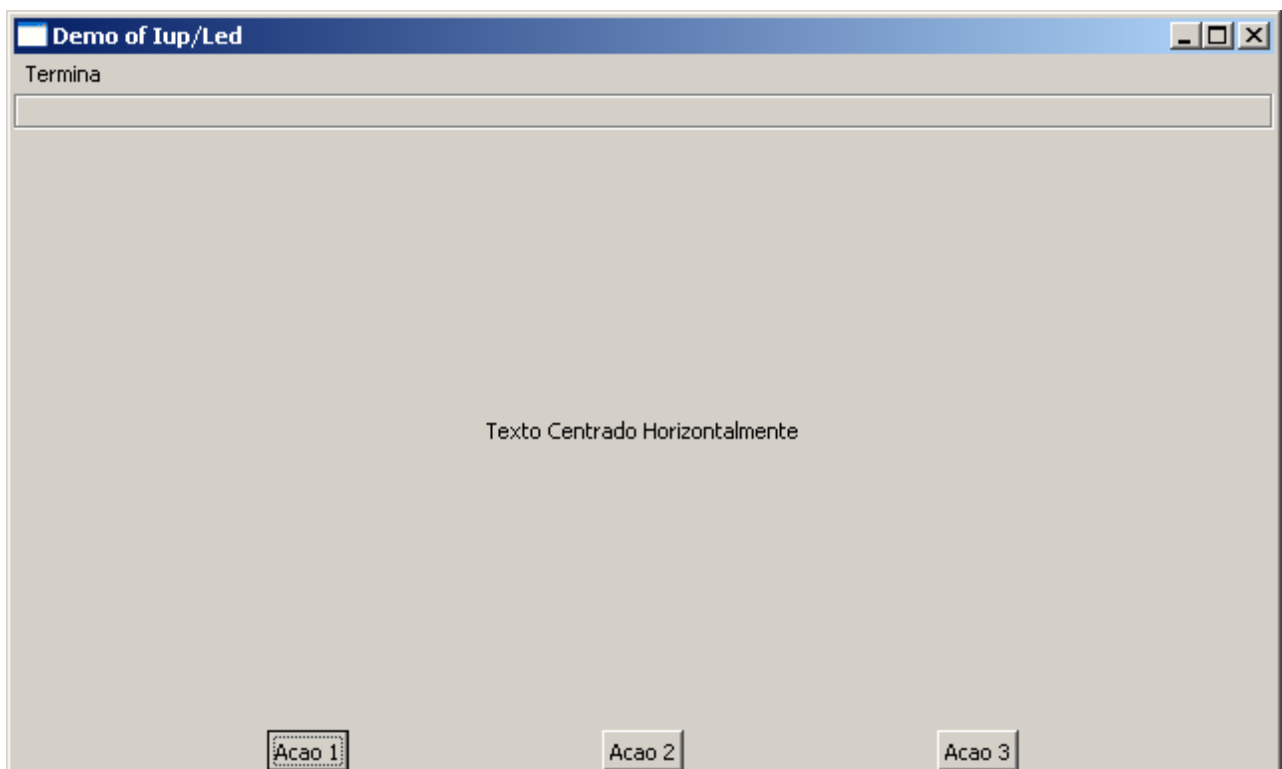 Demo of Iup/Led
Termina
Texto Centrado Horizontalmente
Acao 1 Acao 2 Acao 3